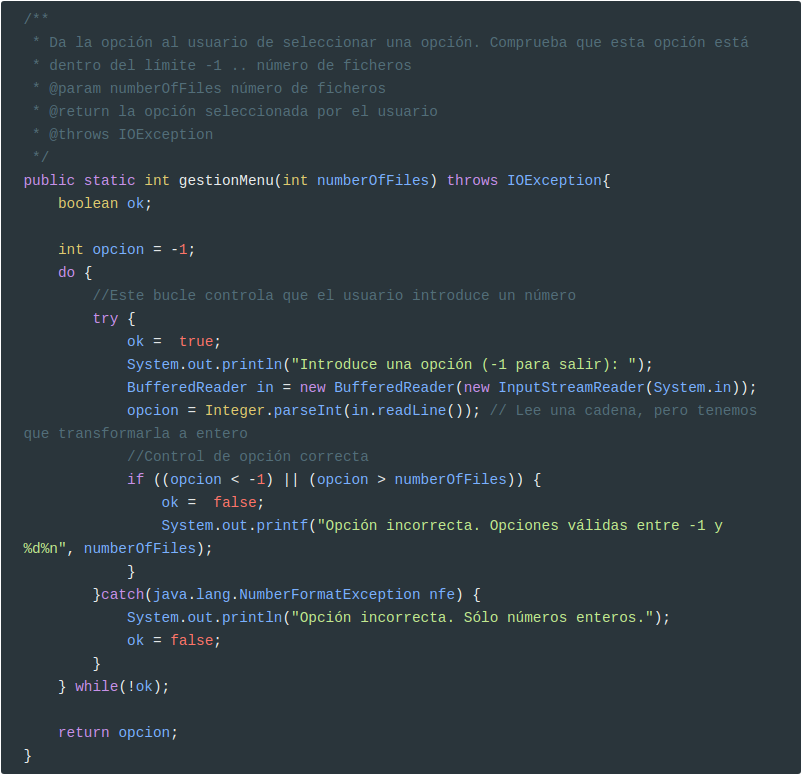 /**
 * Da la opción al usuario de seleccionar una opción. Comprueba que esta opción está
 * dentro del límite -1 .. número de ficheros
 * @param numberOfFiles número de ficheros
 * @return la opción seleccionada por el usuario
 * @throws IOException
 */
public static int gestionMenu(int numberOfFiles) throws IOException{
    boolean ok;

    int opcion = -1;
    do {
        //Este bucle controla que el usuario introduce un número
        try {
            ok =  true;
            System.out.println("Introduce una opción (-1 para salir): ");
            BufferedReader in = new BufferedReader(new InputStreamReader(System.in));
            opcion = Integer.parseInt(in.readLine()); // Lee una cadena, pero tenemos
que transformarla a entero
            //Control de opción correcta
            if ((opcion < -1) || (opcion > numberOfFiles)) {
                ok =  false;
                System.out.printf("Opción incorrecta. Opciones válidas entre -1 y
%d%n", numberOfFiles);
            }
        }catch(java.lang.NumberFormatException nfe) {
            System.out.println("Opción incorrecta. Sólo números enteros.");
            ok = false;
        }
    } while(!ok);

    return opcion;
}